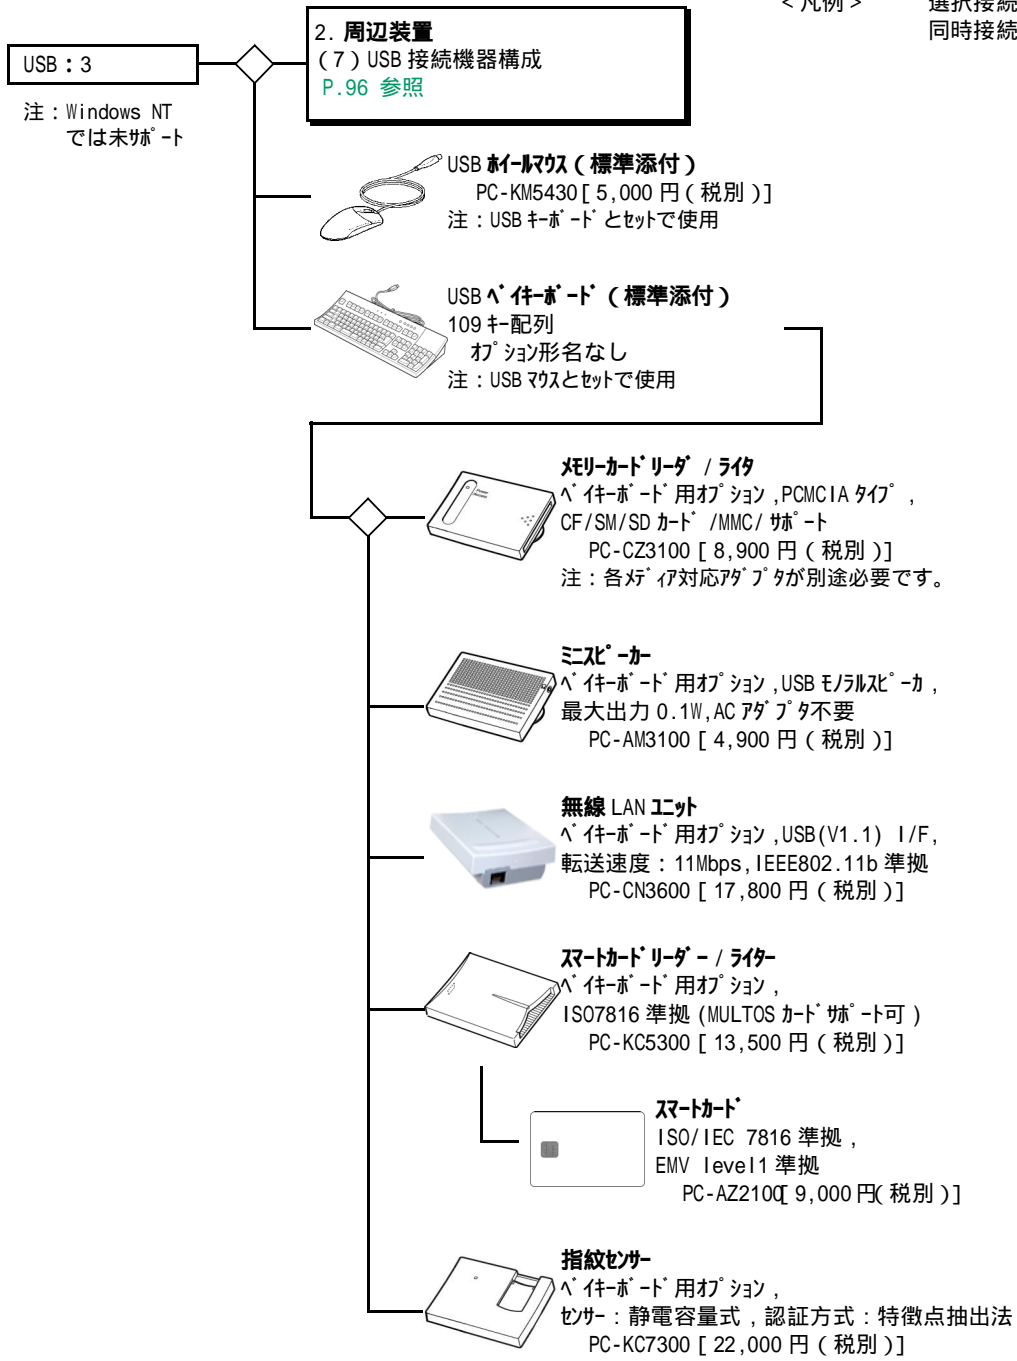 <凡例>
選択接続
同時接続
2. 周辺装置
(7)USB 接続機器構成
P.96 参照
USB:3
注:Windows NT
では未ｻﾎﾟｰﾄ
USB ﾎｲｰﾙﾏｳｽ(標準添付)
PC-KM5430[5,000 円(税別)]
注:USB ｷｰﾎﾞｰﾄﾞとｾｯﾄで使用
USB ﾍﾞｲｷｰﾎﾞｰﾄﾞ(標準添付)
109 ｷｰ配列
ｵﾌﾟｼｮﾝ形名なし
注:USB ﾏｳｽとｾｯﾄで使用
ﾒﾓﾘｰｶｰﾄﾞﾘｰﾀﾞ/ﾗｲﾀ
ﾍﾞｲｷｰﾎﾞｰﾄﾞ用ｵﾌﾟｼｮﾝ,PCMCIA ﾀｲﾌﾟ,
CF/SM/SD ｶｰﾄﾞ/MMC/ｻﾎﾟｰﾄ
PC-CZ3100 [8,900 円(税別)]
注:各ﾒﾃﾞｨｱ対応ｱﾀﾞﾌﾟﾀが別途必要です。
ﾐﾆｽﾋﾟｰｶｰ
ﾍﾞｲｷｰﾎﾞｰﾄﾞ用ｵﾌﾟｼｮﾝ,USB ﾓﾉﾗﾙｽﾋﾟｰｶ,
最大出力 0.1W,AC ｱﾀﾞﾌﾟﾀ不要
PC-AM3100 [4,900 円(税別)]
無線 LAN ﾕﾆｯﾄ
ﾍﾞｲｷｰﾎﾞｰﾄﾞ用ｵﾌﾟｼｮﾝ,USB(V1.1) I/F,
転送速度:11Mbps,IEEE802.11b 準拠
PC-CN3600 [17,800 円(税別)]
ｽﾏｰﾄｶｰﾄﾞﾘｰﾀﾞｰ/ﾗｲﾀｰ
ﾍﾞｲｷｰﾎﾞｰﾄﾞ用ｵﾌﾟｼｮﾝ,
ISO7816 準拠(MULTOS ｶｰﾄﾞｻﾎﾟｰﾄ可)
PC-KC5300 [13,500 円(税別)]
ｽﾏｰﾄｶｰﾄﾞ
ISO/IEC 7816 準拠,
EMV level1 準拠
PC-AZ2100[9,000 円(税別)]
指紋ｾﾝｻｰ
ﾍﾞｲｷｰﾎﾞｰﾄﾞ用ｵﾌﾟｼｮﾝ,
ｾﾝｻｰ:静電容量式,認証方式:特徴点抽出法
PC-KC7300 [22,000 円(税別)]